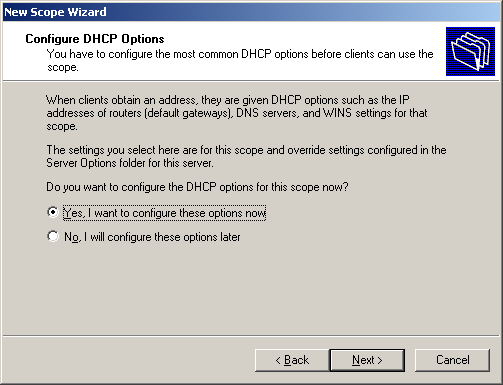 New Scope Wizard
Configure DHCP Options
You have to configure the most common DHCP options before clients can use the
scope.
When clients obtain an address, they are given DHCP options such as the IP
addresses of routers (default gateways), DNS servers, and WINS settings for that
scope.
The settings you select here are for this scope and override settings configured in the
Server Options folder for this server.
Do you want to configure the DHCP options for this scope now?
Yes, I want to configure these options now
No, I will configure these options later
< Back
Next >
Cancel